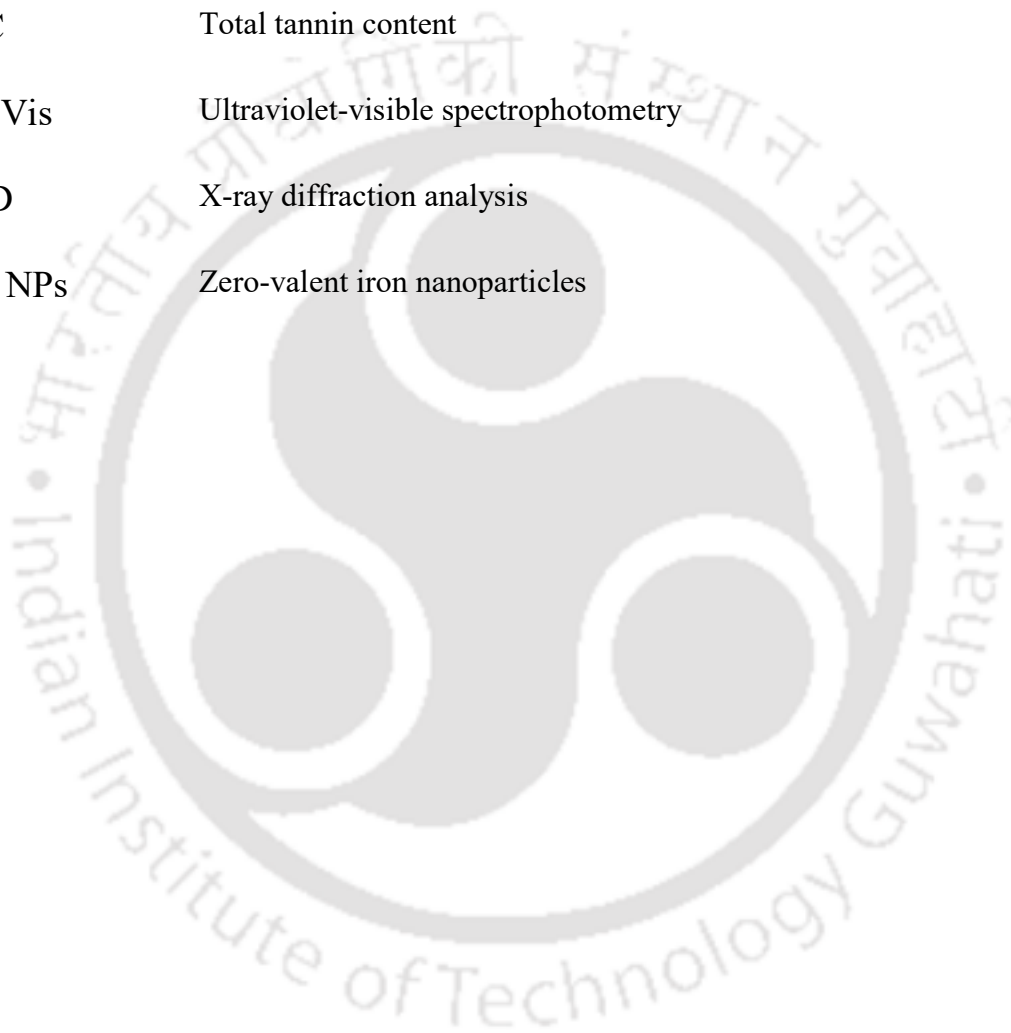 C Total tannin content
Vis Ultraviolet-visible spectrophotometry
D X-ray diffraction analysis
NPs Zero-valent iron nanoparticles
भारतीय प्रौद्योगिकी संस्थान गुवाहाटी
Indian Institute of Technology Guwahati